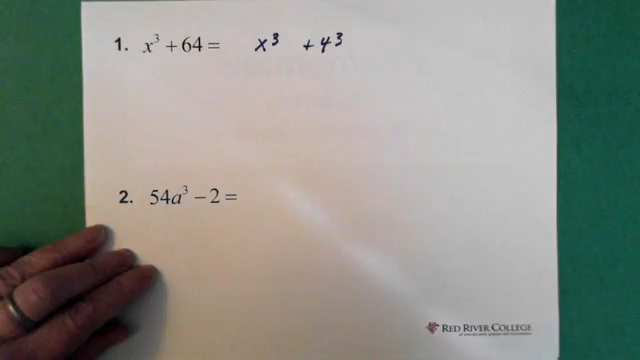 1. x³ + 64 = x³ + 4³
2. 54a³ − 2 =
RED RIVER COLLEGE